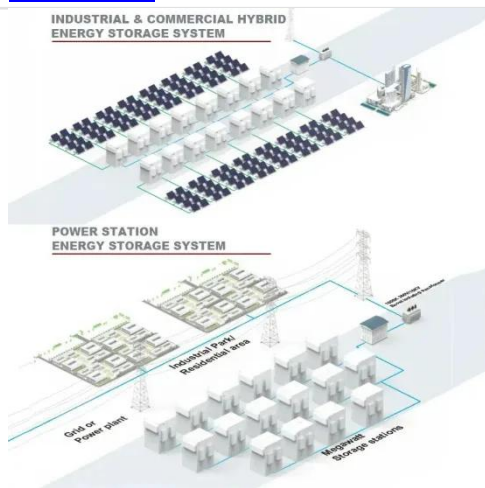 INDUSTRIAL & COMMERCIAL HYBRID
ENERGY STORAGE SYSTEM
POWER STATION
ENERGY STORAGE SYSTEM
Industrial Park/
Residential area
Grid or
Power plant
Megawatt
Storage stations